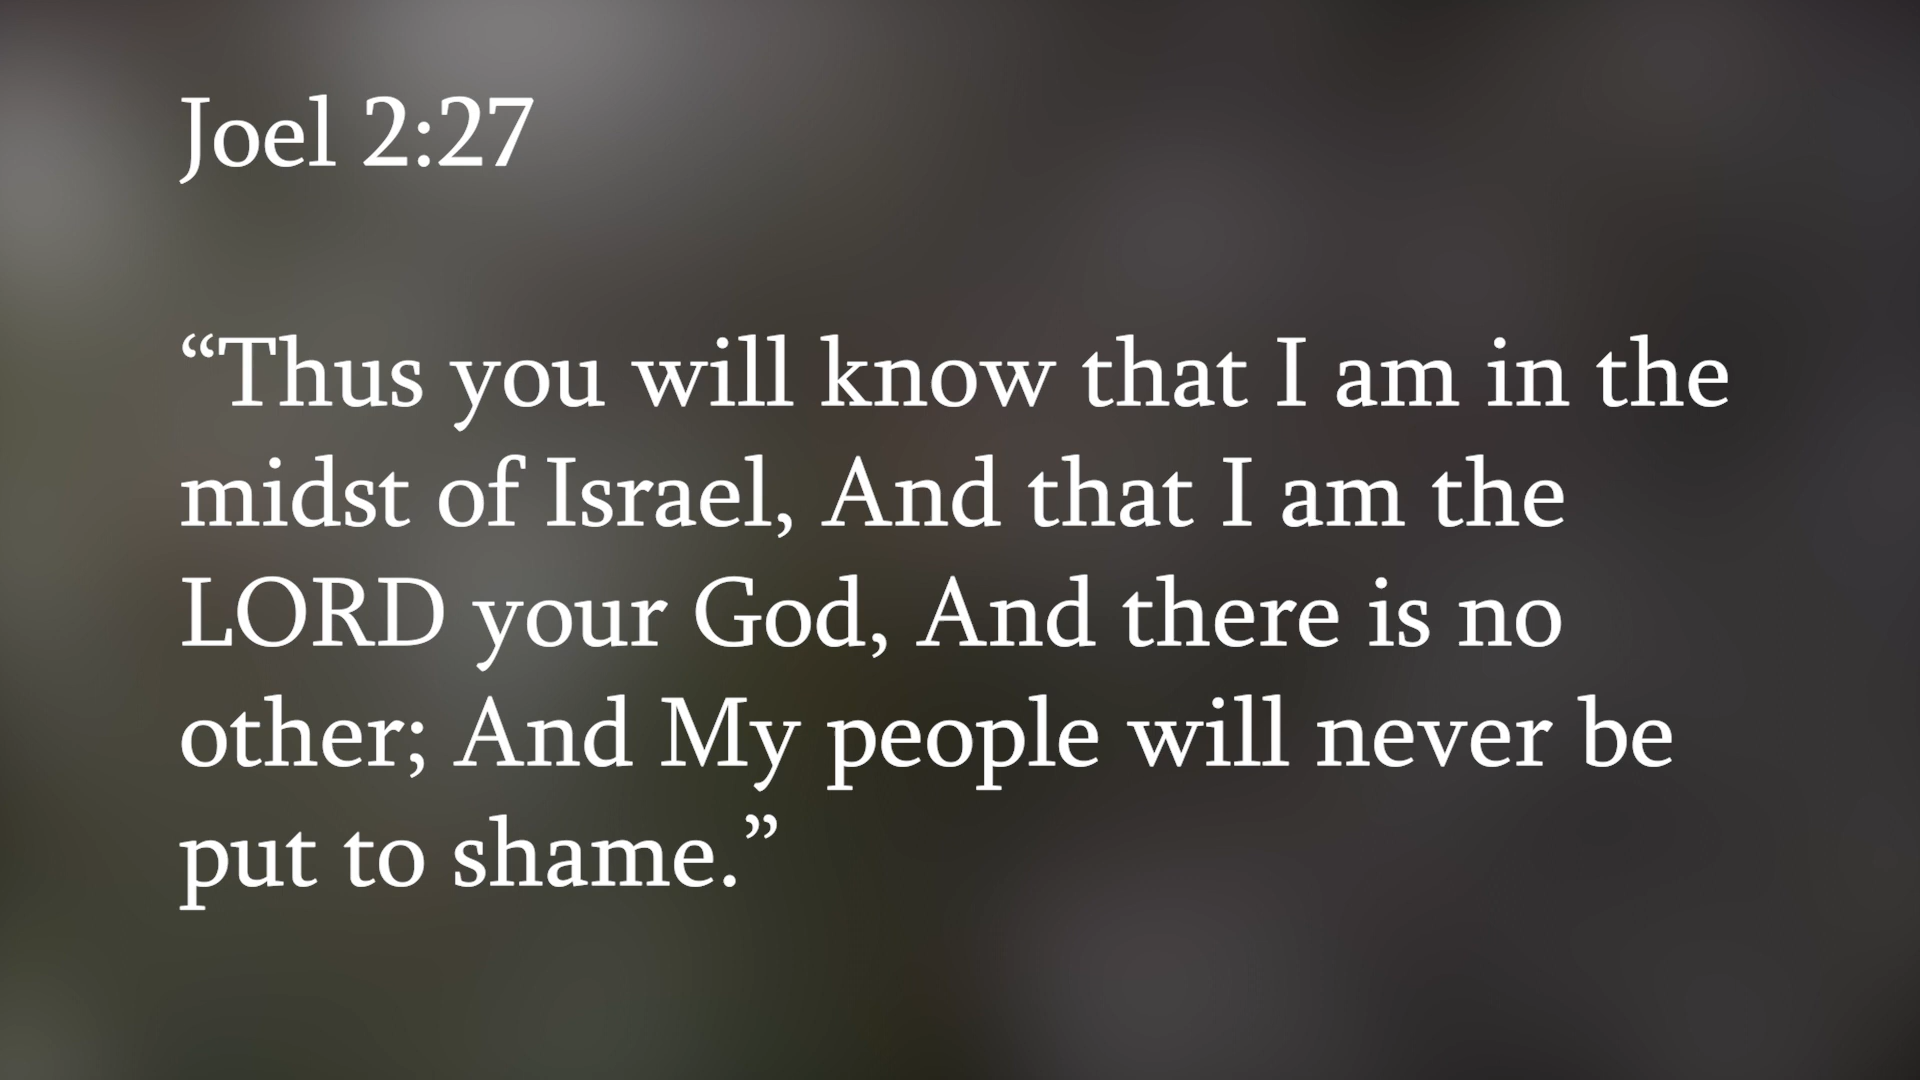 Joel 2:27
“Thus you will know that I am in the
midst of Israel, And that I am the
LORD your God, And there is no
other; And My people will never be
put to shame.”